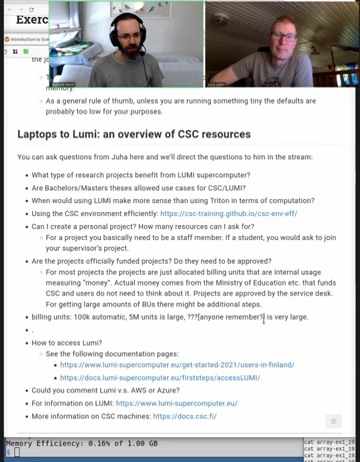 Exerc
Introduction to Scie
the jo
memory.
As a general rule of thumb, unless you are running something tiny the defaults are
probably too low for your purposes.
Laptops to Lumi: an overview of CSC resources
You can ask questions from Juha here and we'll direct the questions to him in the stream:
What type of research projects benefit from LUMI supercomputer?
Are Bachelors/Masters theses allowed use cases for CSC/LUMI?
When would using LUMI make more sense than using Triton in terms of computation?
Using the CSC environment efficiently: https://csc-training.github.io/csc-env-eff/
Can I create a personal project? How many resources can I ask for?
For a project you basically need to be a staff member. If a student, you would ask to join
your supervisor's project.
Are the projects officially funded projects? Do they need to be approved?
For most projects the projects are just allocated billing units that are internal usage
measuring "money". Actual money comes from the Ministry of Education etc. that funds
CSC and users do not need to think about it. Projects are approved by the service desk.
For getting large amounts of BUs there might be additional steps.
billing units: 100k automatic, 5M units is large, ???[anyone remember?] is very large.
.
How to access Lumi?
See the following documentation pages:
https://www.lumi-supercomputer.eu/get-started-2021/users-in-finland/
https://docs.lumi-supercomputer.eu/firststeps/accessLUMI/
Could you comment Lumi v.s. AWS or Azure?
For information on LUMI: https://www.lumi-supercomputer.eu/
More information on CSC machines: https://docs.csc.fi/
Memory Efficiency: 0.16% of 1.00 GB
$
cat array-ex1_19
cat array-ex1_19
cat array-ex1_19